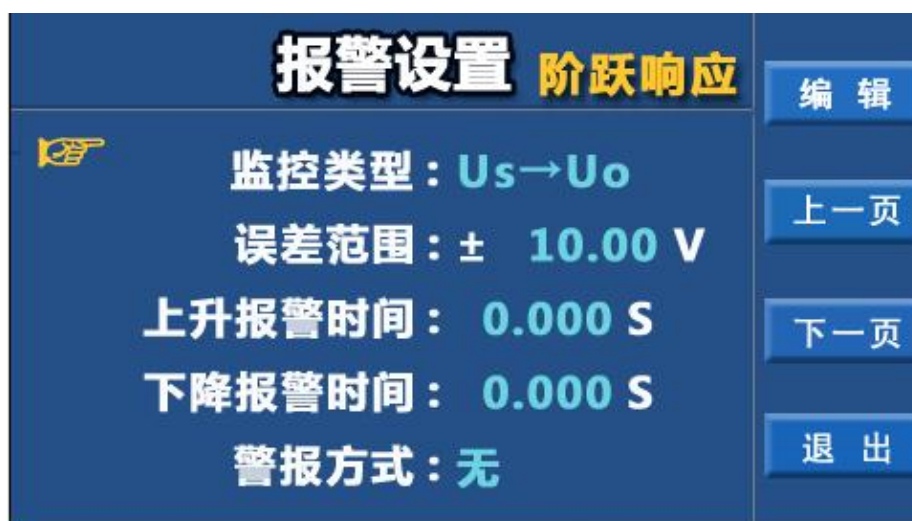 报警设置 阶跃响应
监控类型：Us→Uo
误差范围：± 10.00 V
上升报警时间： 0.000 S
下降报警时间： 0.000 S
警报方式：无
编 辑
上一页
下一页
退 出